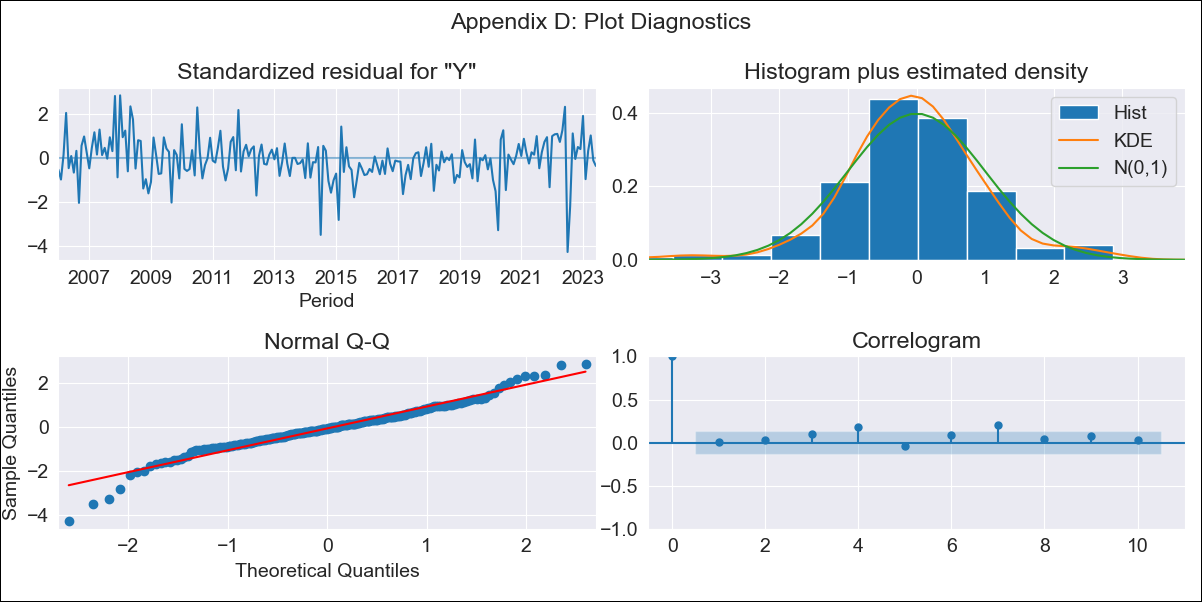 Appendix D: Plot Diagnostics
Standardized residual for "Y"
2
0
−2
−4
2007 2009 2011 2013 2015 2017 2019 2021 2023
Period
Histogram plus estimated density
0.4
0.2
0.0
Hist
KDE
N(0,1)
−3 −2 −1 0 1 2 3
Normal Q-Q
Sample Quantiles
2
0
−2
−4
−2 −1 0 1 2
Theoretical Quantiles
Correlogram
1.0
0.5
0.0
−0.5
−1.0
0 2 4 6 8 10